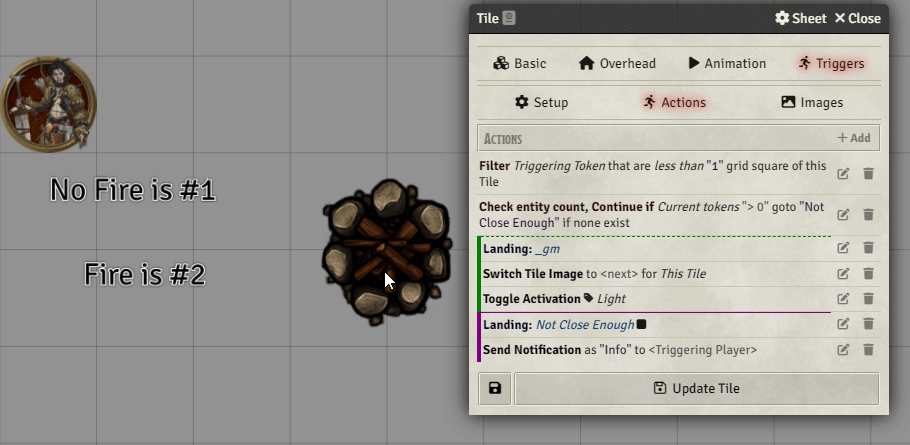 No Fire is #1
Fire is #2
Tile
Sheet
Close
Basic
Overhead
Animation
Triggers
Setup
Actions
Images
Actions
+ Add
Filter Triggering Token that are less than "1" grid square of this
Tile
Check entity count, Continue if Current tokens "> 0" goto "Not
Close Enough" if none exist
Landing: _gm
Switch Tile Image to <next> for This Tile
Toggle Activation Light
Landing: Not Close Enough
Send Notification as "Info" to <Triggering Player>
Update Tile